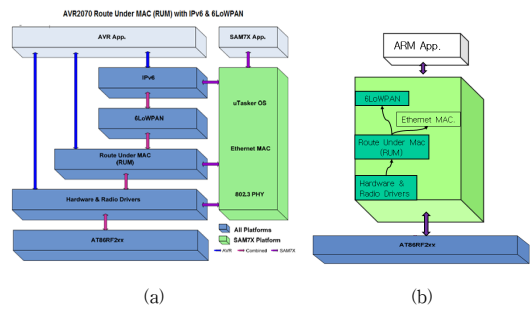 AVR2070 Route Under MAC (RUM) with IPv6 & 6LoWPAN
AVR App.
SAM7X App.
IPv6
uTasker OS
6LoWPAN
Ethernet MAC
Route Under MAC
(RUM)
Hardware & Radio Drivers
802.3 PHY
AT86RF2xx
All Platforms
SAM7X Platform
AVR
Combined
SAM7X
(a)
ARM App.
6LoWPAN
Ethernet MAC.
Route Under Mac
(RUM)
Hardware &
Radio Drivers
AT86RF2xx
(b)